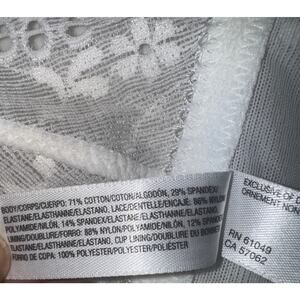 BODY/CORPS/CUERPO: 71% COTTON/COTON/ALGODÓN, 29% SPANDEX/
ELASTANE/ELASTHANNE/ELASTANO, LACE/DENTELLE/ENCAJE: 86% NYLON/
POLYAMIDE/NILÓN, 14% SPANDEX/ELASTANE/ELASTHANNE/ELASTANO,
LINING/DOUBLURE/FORRO: 88% NYLON/POLYAMIDE/NILÓN, 12% SPANDEX/
ELASTANE/ELASTHANNE/ELASTANO, CUP LINING/DOUBLURE DU BONNET/
FORRO DE COPA: 100% POLYESTER/POLYESTER/POLIÉSTER
EXCLUSIVE OF
ORNEMENT NON
RN 61049
CA 57062